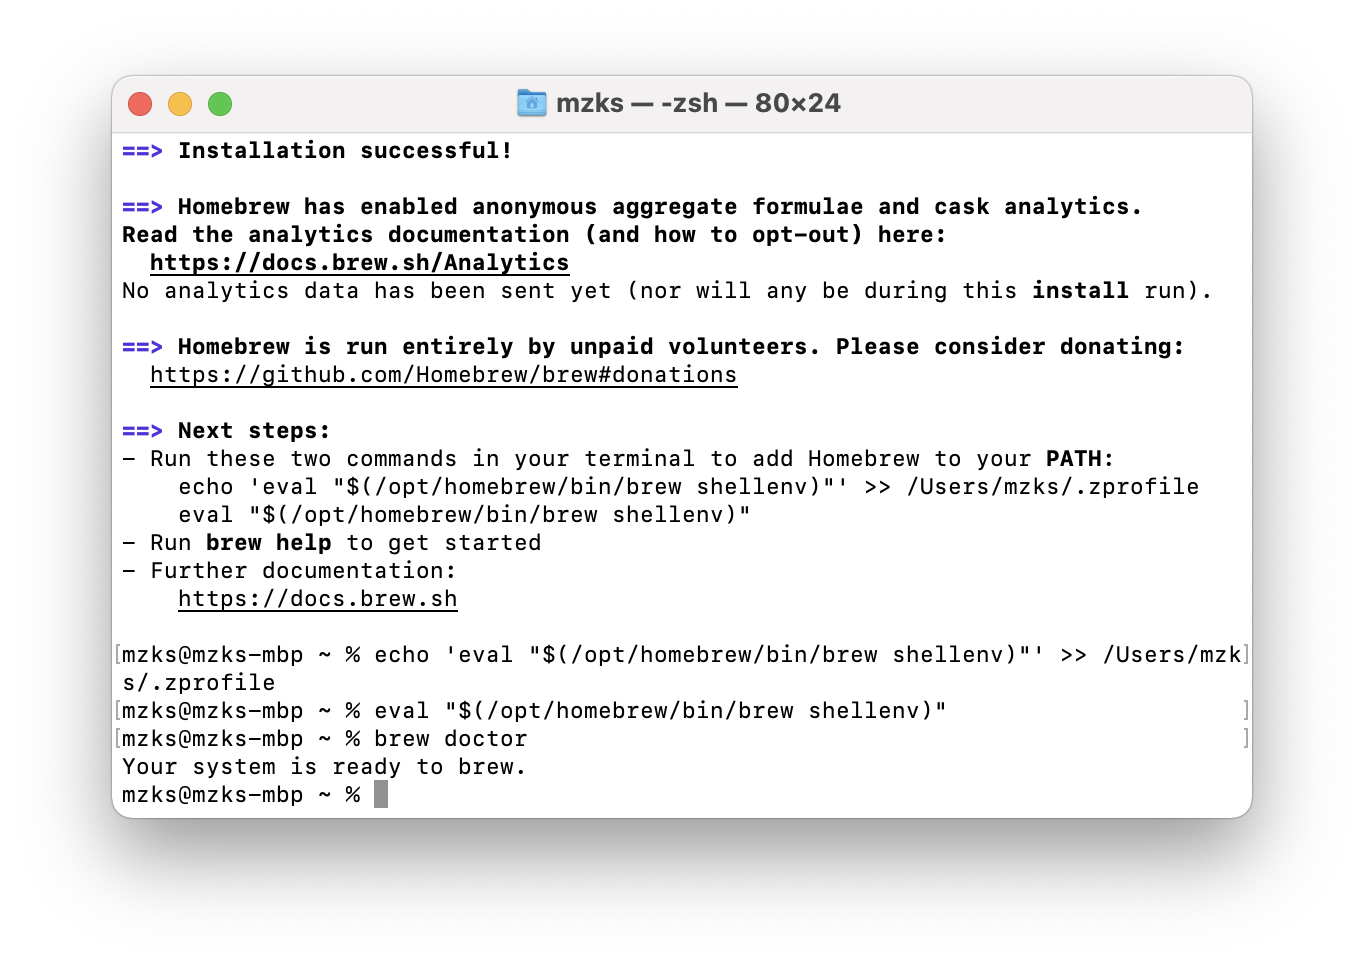 mzks — -zsh — 80×24
==> Installation successful!
==> Homebrew has enabled anonymous aggregate formulae and cask analytics.
Read the analytics documentation (and how to opt-out) here:
  https://docs.brew.sh/Analytics
No analytics data has been sent yet (nor will any be during this install run).
==> Homebrew is run entirely by unpaid volunteers. Please consider donating:
  https://github.com/Homebrew/brew#donations
==> Next steps:
- Run these two commands in your terminal to add Homebrew to your PATH:
    echo 'eval "$(/opt/homebrew/bin/brew shellenv)"' >> /Users/mzks/.zprofile
    eval "$(/opt/homebrew/bin/brew shellenv)"
- Run brew help to get started
- Further documentation:
    https://docs.brew.sh
[mzks@mzks-mbp ~ % echo 'eval "$(/opt/homebrew/bin/brew shellenv)"' >> /Users/mzk]
s/.zprofile
[mzks@mzks-mbp ~ % eval "$(/opt/homebrew/bin/brew shellenv)" ]
[mzks@mzks-mbp ~ % brew doctor ]
Your system is ready to brew.
mzks@mzks-mbp ~ %